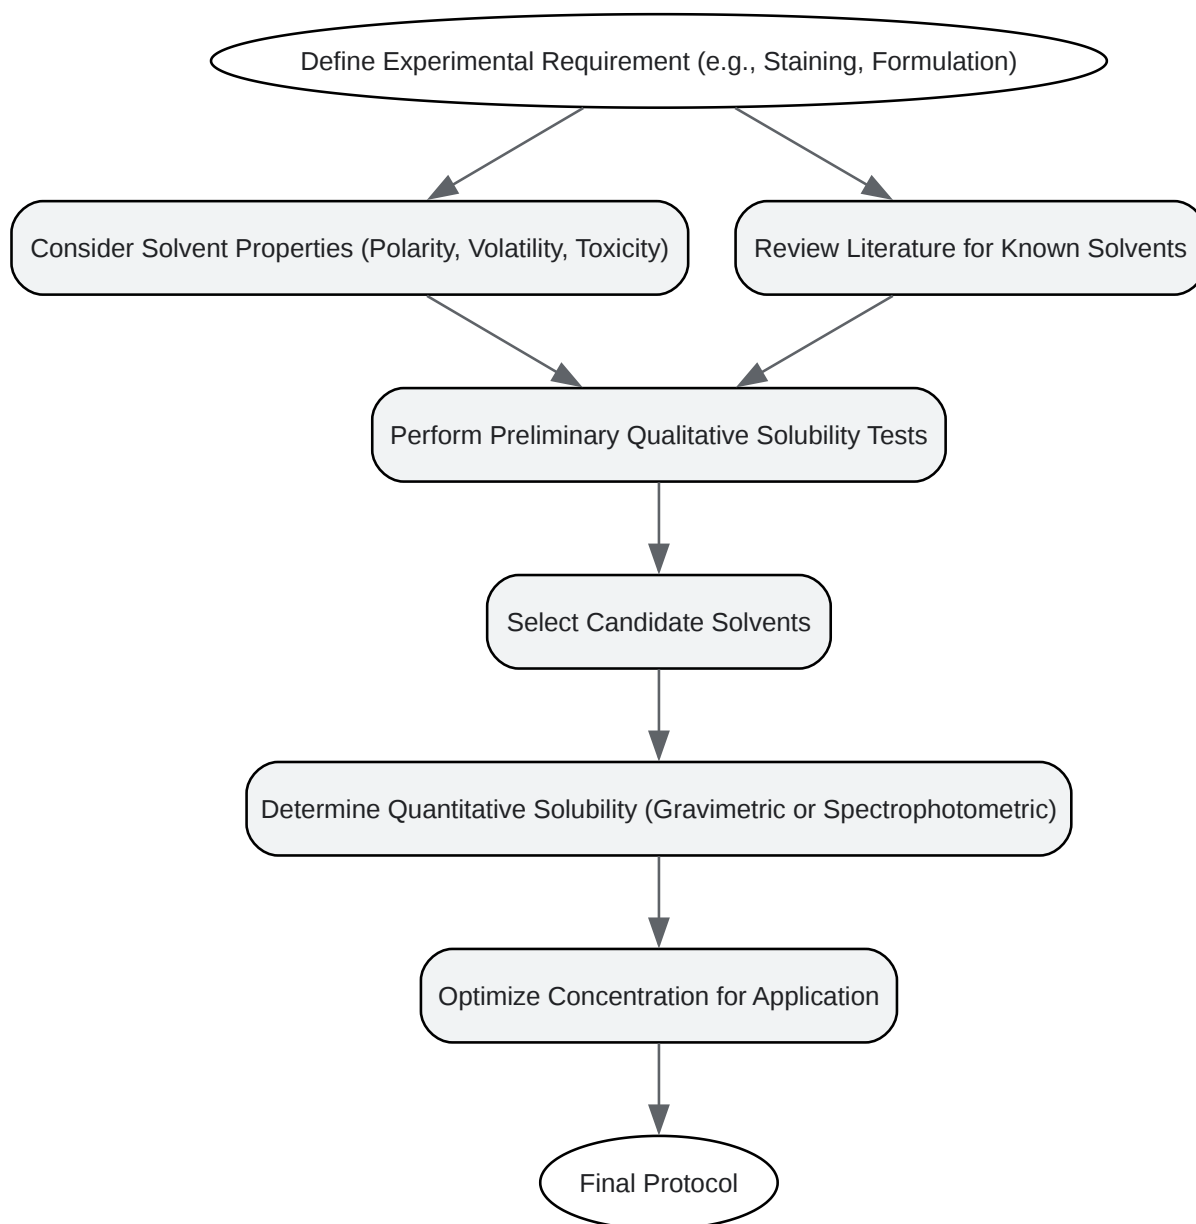 Define Experimental Requirement (e.g., Staining, Formulation)
Consider Solvent Properties (Polarity, Volatility, Toxicity)
Review Literature for Known Solvents
Perform Preliminary Qualitative Solubility Tests
Select Candidate Solvents
Determine Quantitative Solubility (Gravimetric or Spectrophotometric)
Optimize Concentration for Application
Final Protocol